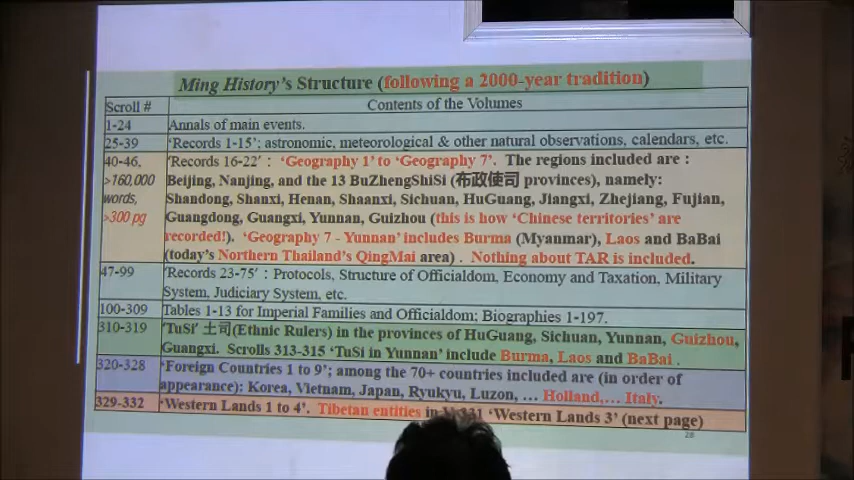 Ming History's Structure (following a 2000-year tradition)
Scroll # Contents of the Volumes
1-24 Annals of main events.
25-39 'Records 1-15'; astronomic, meteorological & other natural observations, calendars, etc.
40-46, 'Records 16-22' : 'Geography 1' to 'Geography 7'. The regions included are :
>160,000 Beijing, Nanjing, and the 13 BuZhengShiSi (布政使司 provinces), namely:
words, Shandong, Shanxi, Henan, Shaanxi, Sichuan, HuGuang, Jiangxi, Zhejiang, Fujian,
>300 pg Guangdong, Guangxi, Yunnan, Guizhou (this is how 'Chinese territories' are
recorded!). 'Geography 7 - Yunnan' includes Burma (Myanmar), Laos and BaBai
(today's Northern Thailand's QingMai area). Nothing about TAR is included.
47-99 'Records 23-75' : Protocols, Structure of Officialdom, Economy and Taxation, Military
System, Judiciary System, etc.
100-309 Tables 1-13 for Imperial Families and Officialdom; Biographies 1-197.
310-319 'TuSi' 土司(Ethnic Rulers) in the provinces of HuGuang, Sichuan, Yunnan, Guizhou,
Guangxi. Scrolls 313-315 'TuSi in Yunnan' include Burma, Laos and BaBai .
320-328 'Foreign Countries 1 to 9'; among the 70+ countries included are (in order of
appearance): Korea, Vietnam, Japan, Ryukyu, Luzon, ... Holland,... Italy.
329-332 'Western Lands 1 to 4'. Tibetan entities in 331 'Western Lands 3' (next page)
28